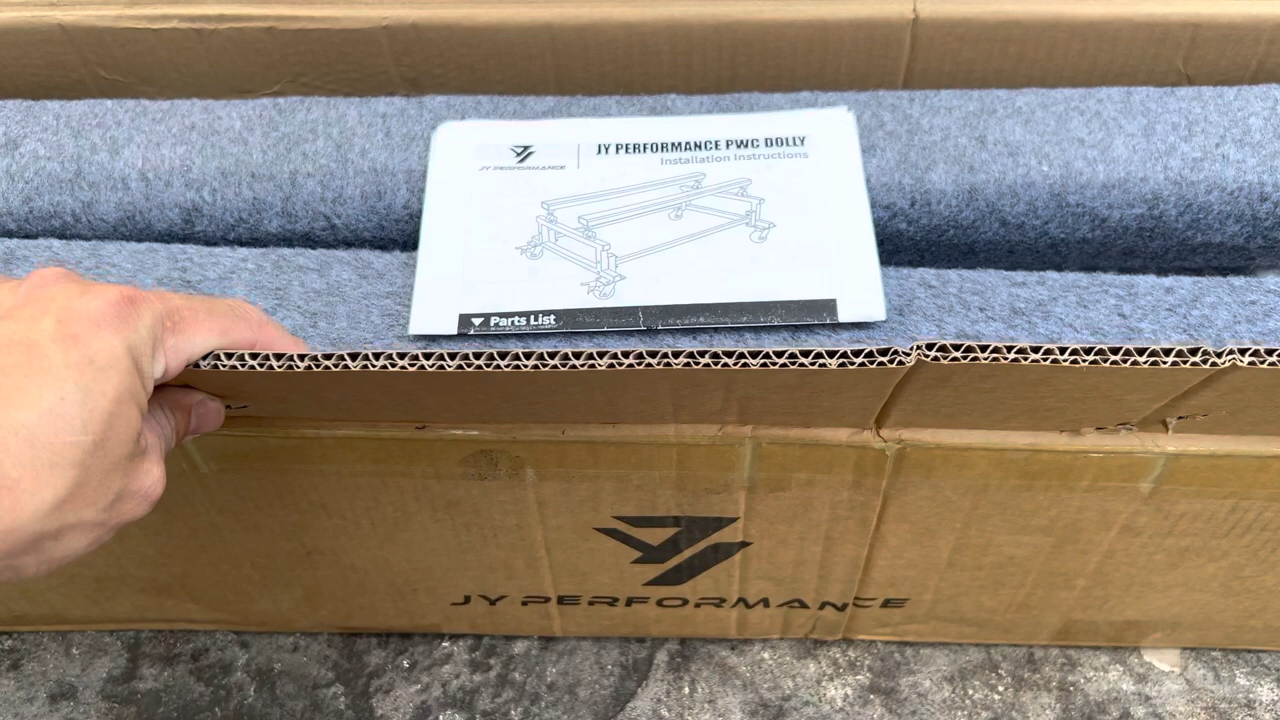 JY PERFORMANCE PWC DOLLY
Installation Instructions
JY PERFORMANCE
Parts List
JY PERFORMANCE